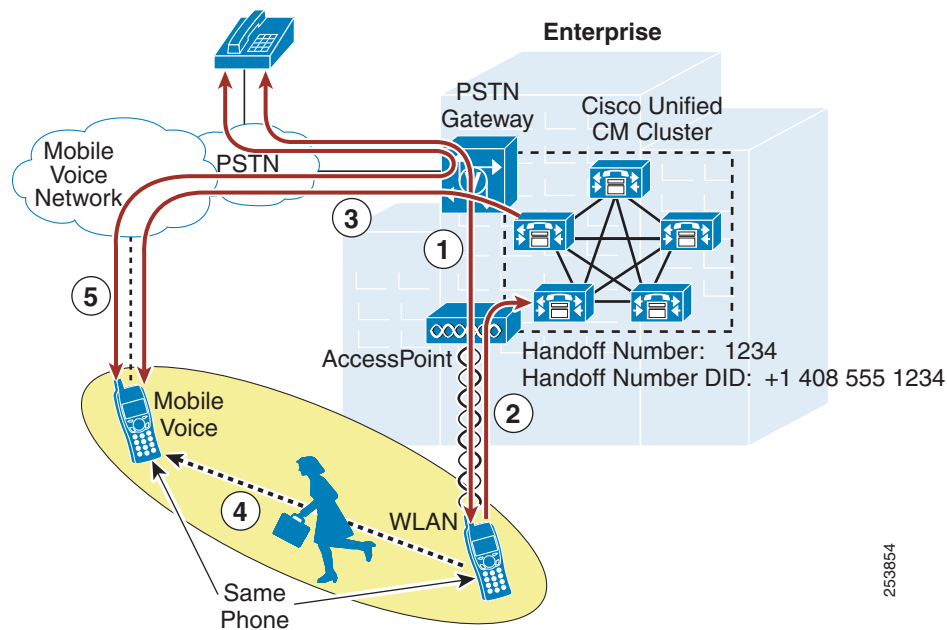 Enterprise
PSTN
Gateway
Cisco Unified
CM Cluster
Mobile
Voice
Network
PSTN
3
1
5
AccessPoint
Handoff Number: 1234
Handoff Number DID: +1 408 555 1234
2
Mobile
Voice
4
WLAN
Same
Phone
253854